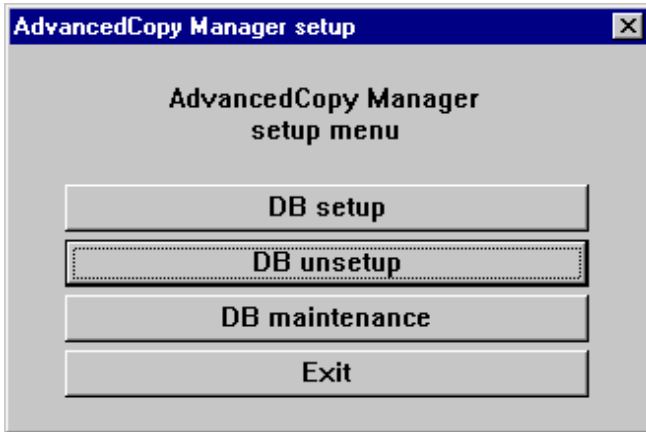 AdvancedCopy Manager setup
AdvancedCopy Manager
setup menu
DB setup
DB unsetup
DB maintenance
Exit